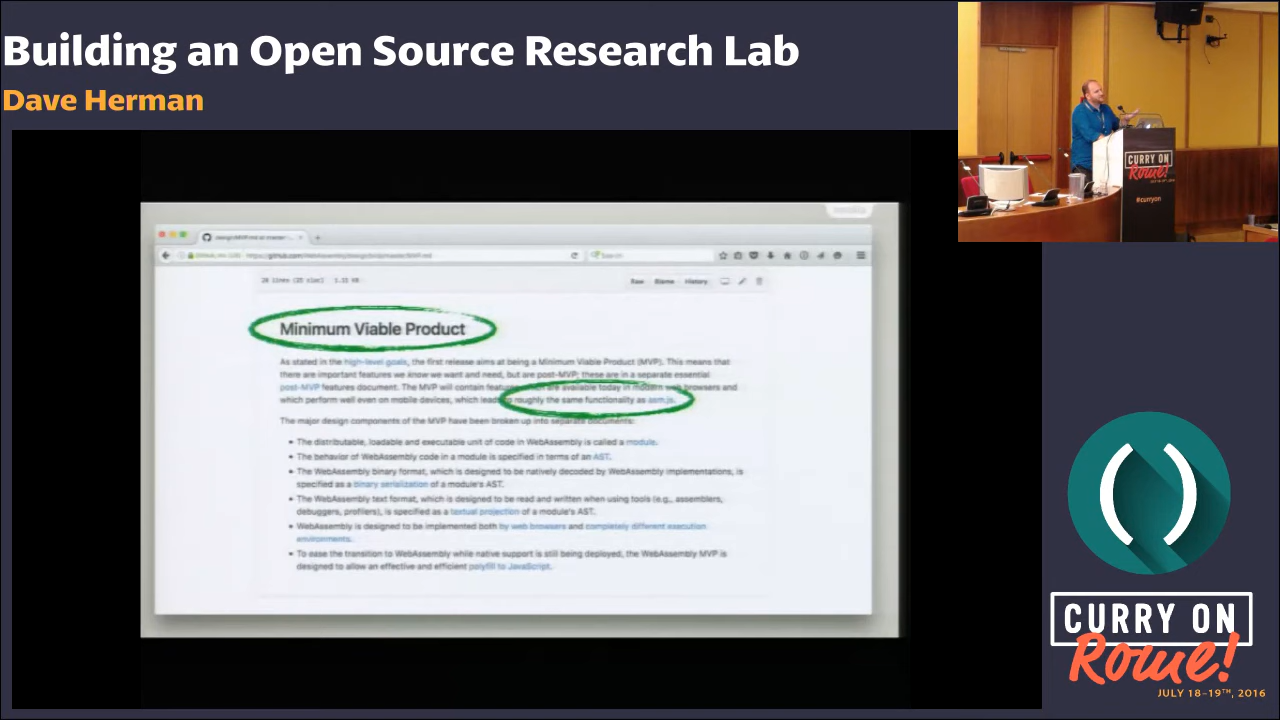 Building an Open Source Research Lab
Dave Herman
CURRY ON
Rome!
#curryon
28 lines (25 sloc) 1.33 KB
Raw Blame History
Minimum Viable Product
As stated in the high-level goals, the first release aims at being a Minimum Viable Product (MVP). This means that
there are important features we know we want and need, but are post-MVP; these are in a separate essential
post-MVP features document. The MVP will contain features which are available today in modern web browsers and
which perform well even on mobile devices, which leads to roughly the same functionality as asm.js.
The major design components of the MVP have been broken up into separate documents:
• The distributable, loadable and executable unit of code in WebAssembly is called a module.
• The behavior of WebAssembly code in a module is specified in terms of an AST.
• The WebAssembly binary format, which is designed to be natively decoded by WebAssembly implementations, is
specified as a binary serialization of a module's AST.
• The WebAssembly text format, which is designed to be read and written when using tools (e.g., assemblers,
debuggers, profilers), is specified as a textual projection of a module's AST.
• WebAssembly is designed to be implemented both by web browsers and completely different execution
environments.
• To ease the transition to WebAssembly while native support is still being deployed, the WebAssembly MVP is
designed to allow an effective and efficient polyfill to JavaScript.
CURRY ON
Rome!
JULY 18-19TH, 2016